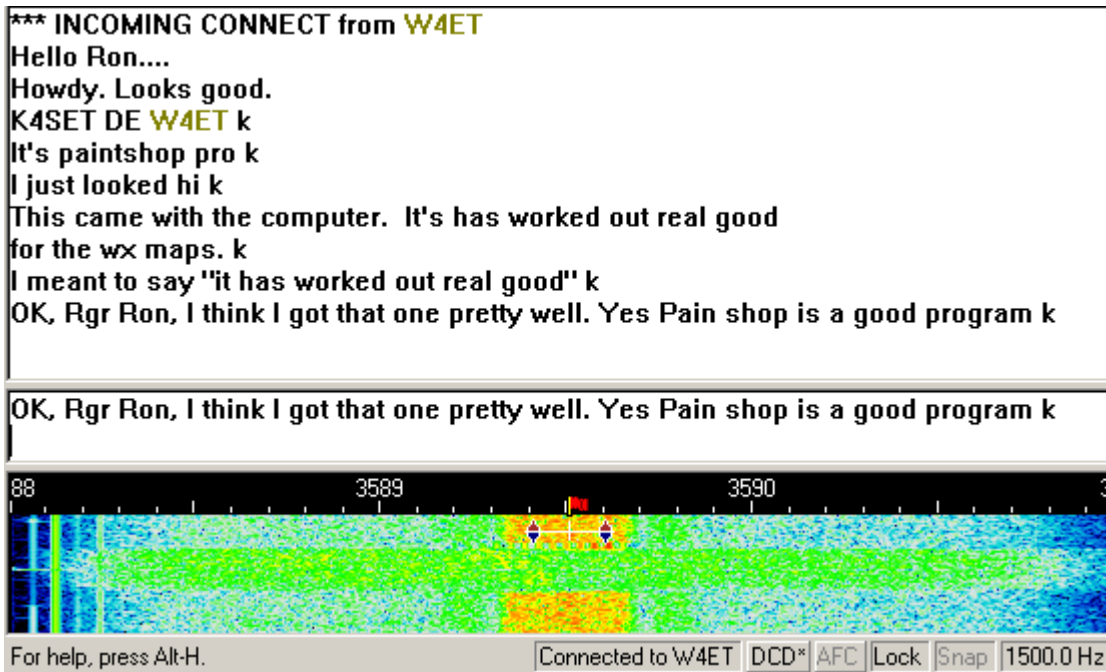 *** INCOMING CONNECT from W4ET
Hello Ron....
Howdy. Looks good.
K4SET DE W4ET k
It's paintshop pro k
I just looked hi k
This came with the computer.  It's has worked out real good
for the wx maps. k
I meant to say "it has worked out real good" k
OK, Rgr Ron, I think I got that one pretty well. Yes Pain shop is a good program k
OK, Rgr Ron, I think I got that one pretty well. Yes Pain shop is a good program k
88 3589 3590
For help, press Alt-H. Connected to W4ET DCD* AFC Lock Snap 1500.0 Hz